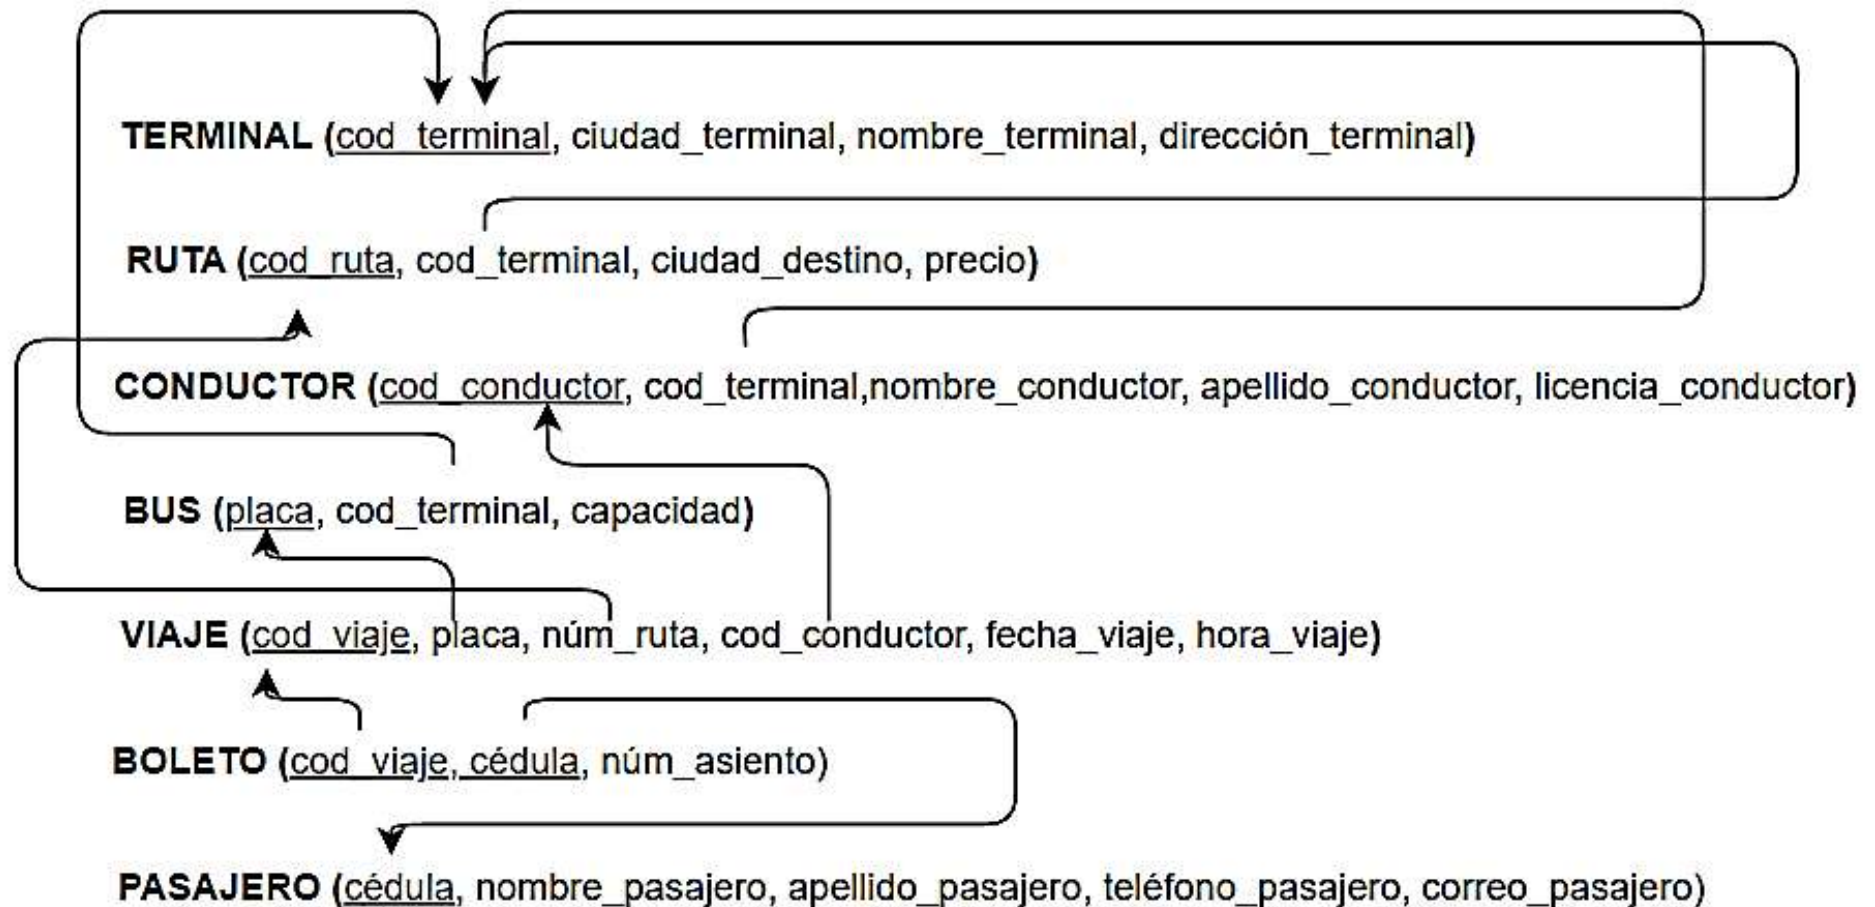 TERMINAL (cod_terminal, ciudad_terminal, nombre_terminal, dirección_terminal)
RUTA (cod_ruta, cod_terminal, ciudad_destino, precio)
CONDUCTOR (cod_conductor, cod_terminal,nombre_conductor, apellido_conductor, licencia_conductor)
BUS (placa, cod_terminal, capacidad)
VIAJE (cod_viaje, placa, núm_ruta, cod_conductor, fecha_viaje, hora_viaje)
BOLETO (cod_viaje, cédula, núm_asiento)
PASAJERO (cédula, nombre_pasajero, apellido_pasajero, teléfono_pasajero, correo_pasajero)